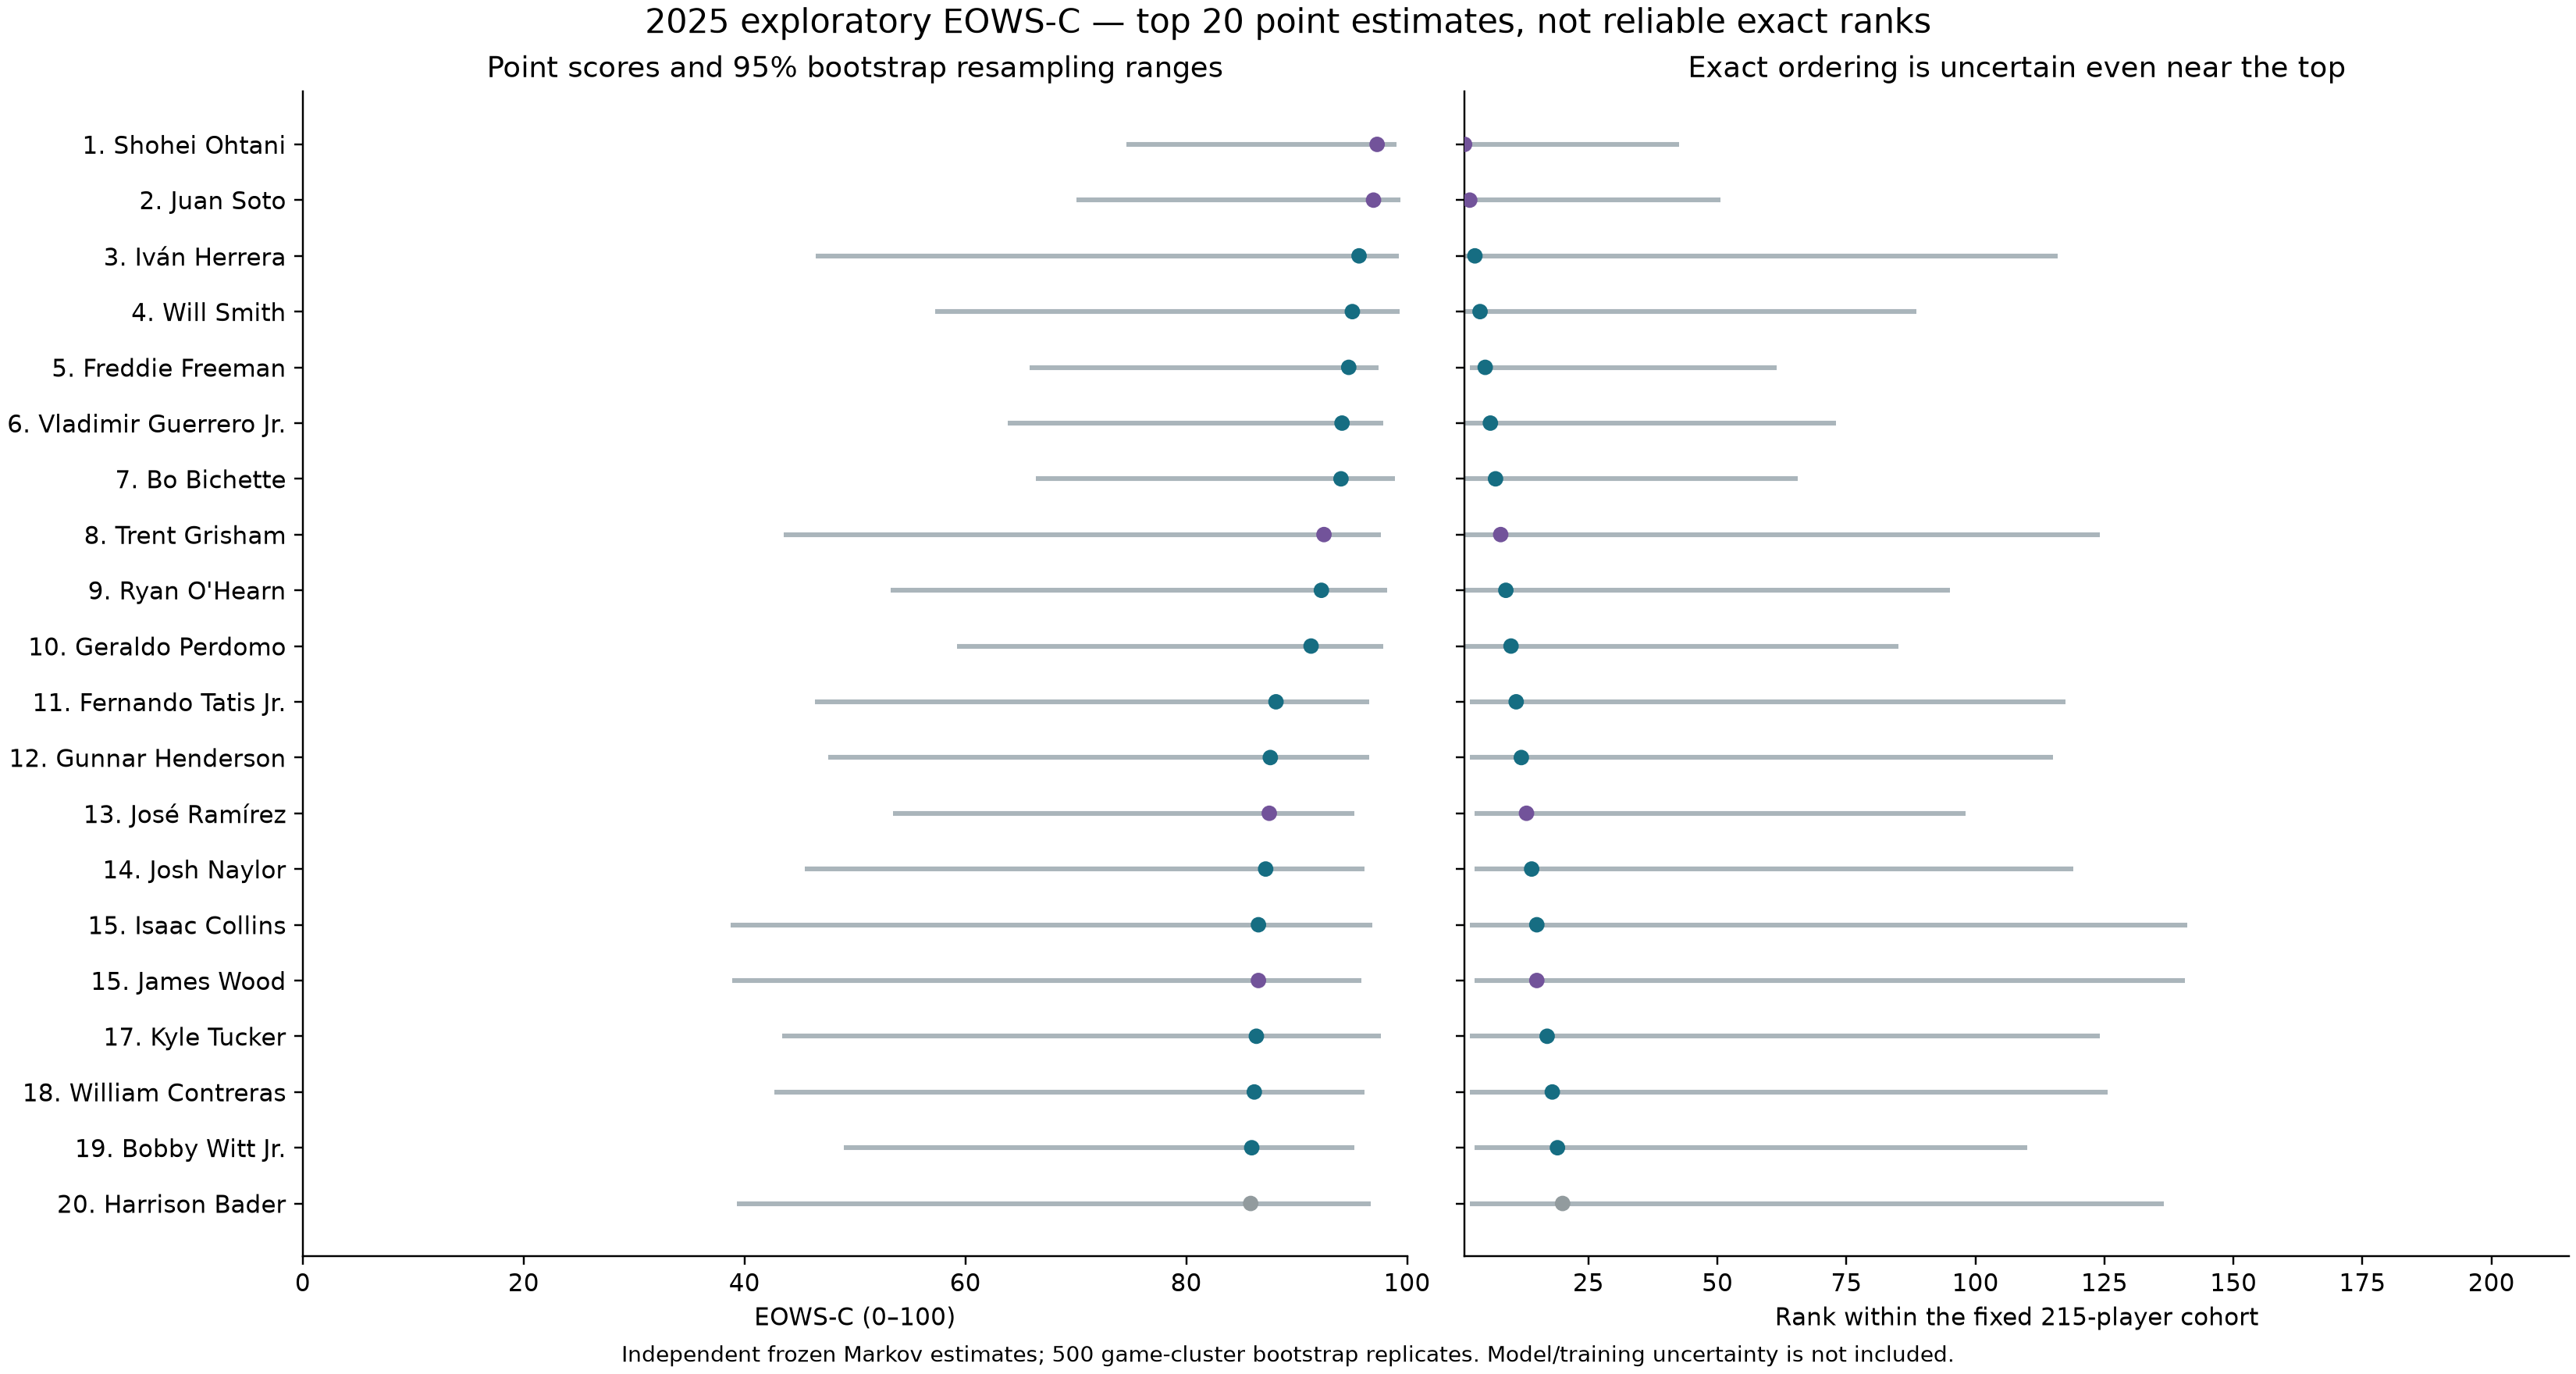 2025 exploratory EOWS-C — top 20 point estimates, not reliable exact ranks
Point scores and 95% bootstrap resampling ranges
Exact ordering is uncertain even near the top
1. Shohei Ohtani
2. Juan Soto
3. Iván Herrera
4. Will Smith
5. Freddie Freeman
6. Vladimir Guerrero Jr.
7. Bo Bichette
8. Trent Grisham
9. Ryan O'Hearn
10. Geraldo Perdomo
11. Fernando Tatis Jr.
12. Gunnar Henderson
13. José Ramírez
14. Josh Naylor
15. Isaac Collins
15. James Wood
17. Kyle Tucker
18. William Contreras
19. Bobby Witt Jr.
20. Harrison Bader
0 20 40 60 80 100
EOWS-C (0–100)
25 50 75 100 125 150 175 200
Rank within the fixed 215-player cohort
Independent frozen Markov estimates; 500 game-cluster bootstrap replicates. Model/training uncertainty is not included.